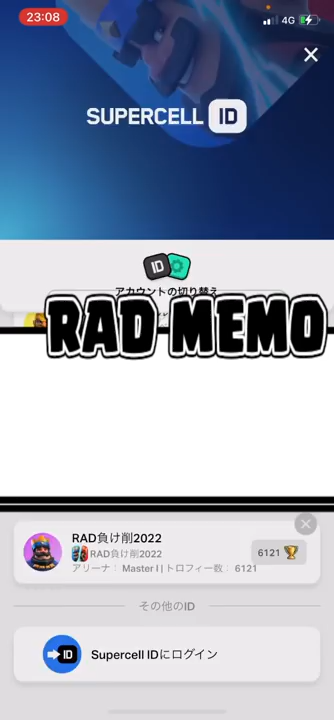 23:08
4G
SUPERCELL ID
ID
アカウントの切り替え
RAD MEMO
RAD負け削2022
RAD負け削2022
6121
アリーナ： Master I | トロフィー数： 6121
その他のID
ID
Supercell IDにログイン